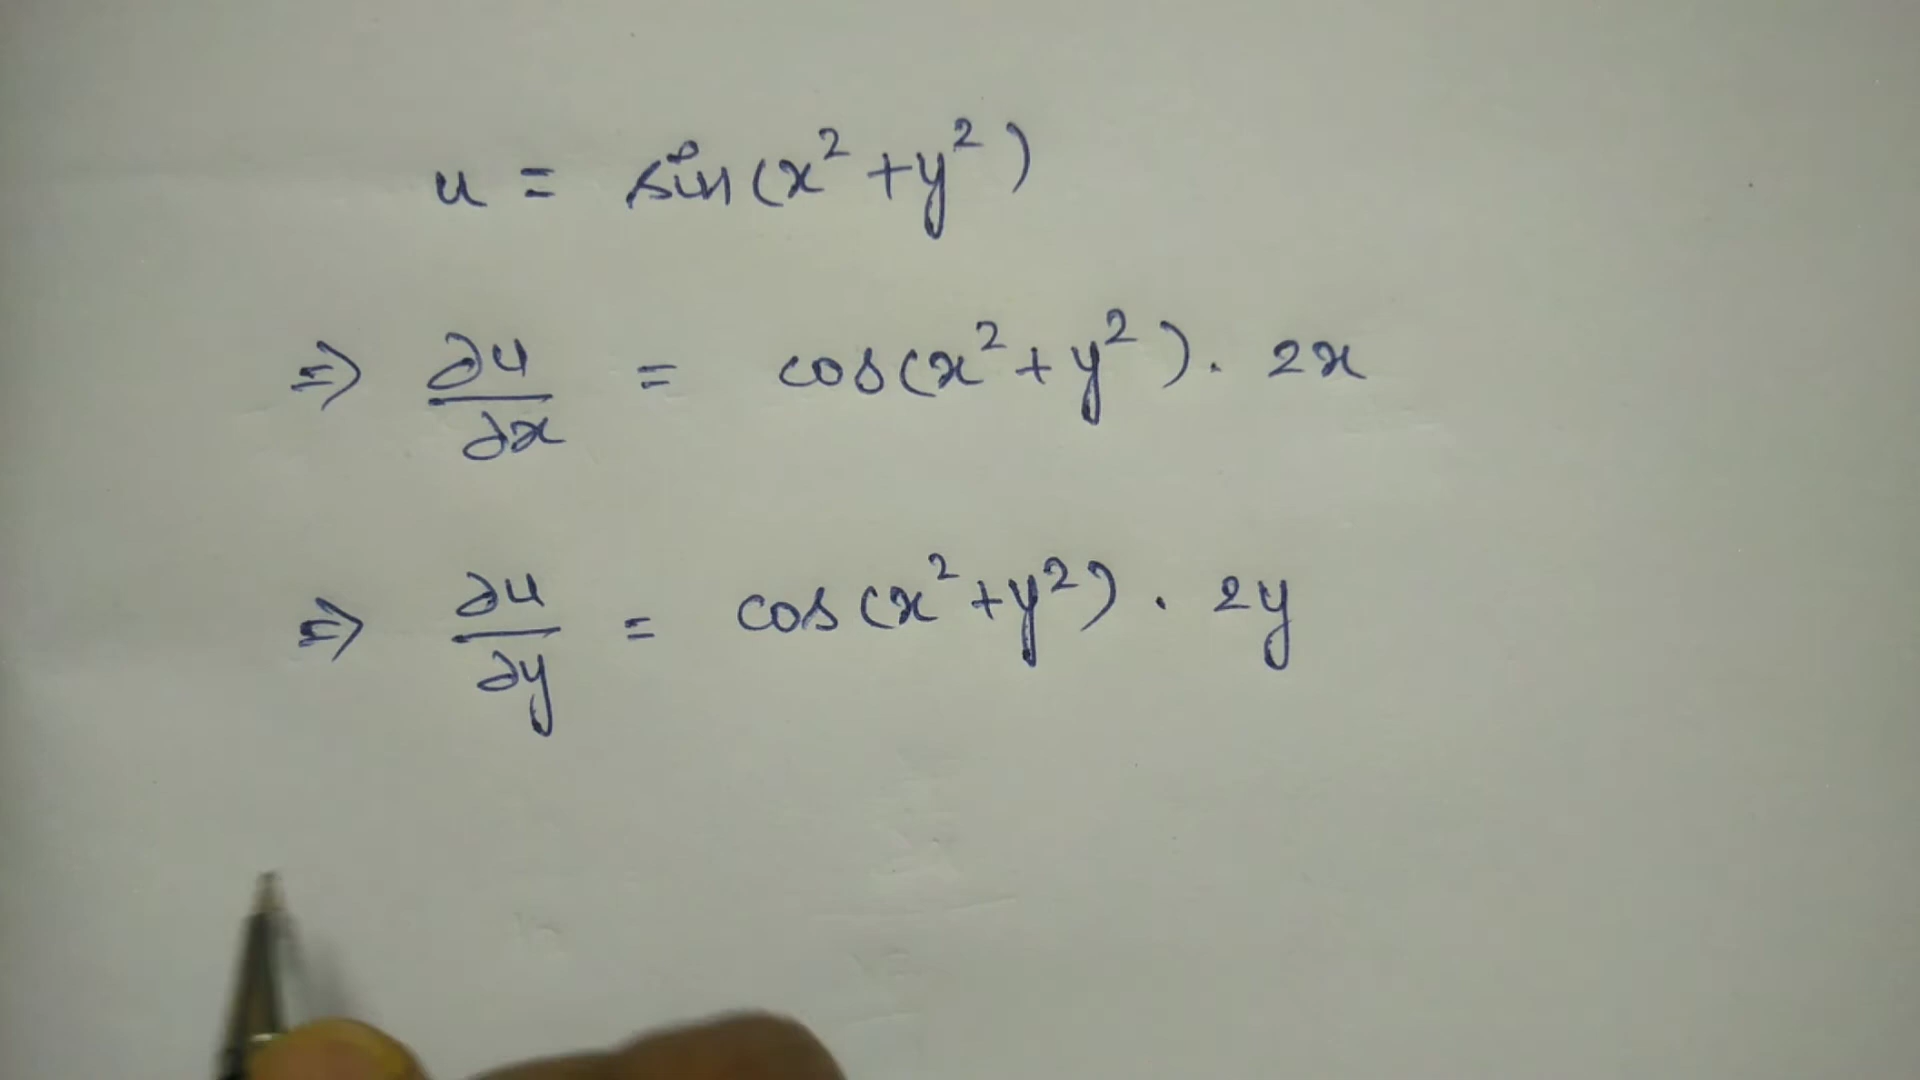 u = sin(x² + y²)
⇒ ∂u/∂x = cos(x² + y²) . 2x
⇒ ∂u/∂y = cos(x² + y²) . 2y